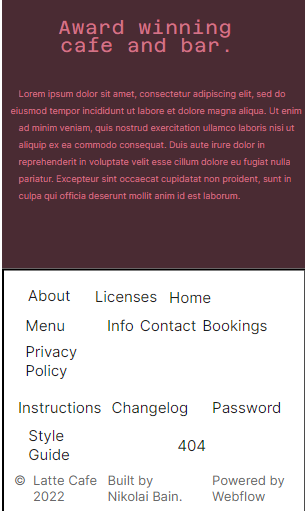 Award winning
cafe and bar.
Lorem ipsum dolor sit amet, consectetur adipiscing elit, sed do
eiusmod tempor incididunt ut labore et dolore magna aliqua. Ut enim
ad minim veniam, quis nostrud exercitation ullamco laboris nisi ut
aliquip ex ea commodo consequat. Duis aute irure dolor in
reprehenderit in voluptate velit esse cillum dolore eu fugiat nulla
pariatur. Excepteur sint occaecat cupidatat non proident, sunt in
culpa qui officia deserunt mollit anim id est laborum.
About Licenses Home
Menu Info Contact Bookings
Privacy
Policy
Instructions Changelog Password
Style
Guide
404
© Latte Cafe Built by Powered by
2022 Nikolai Bain. Webflow